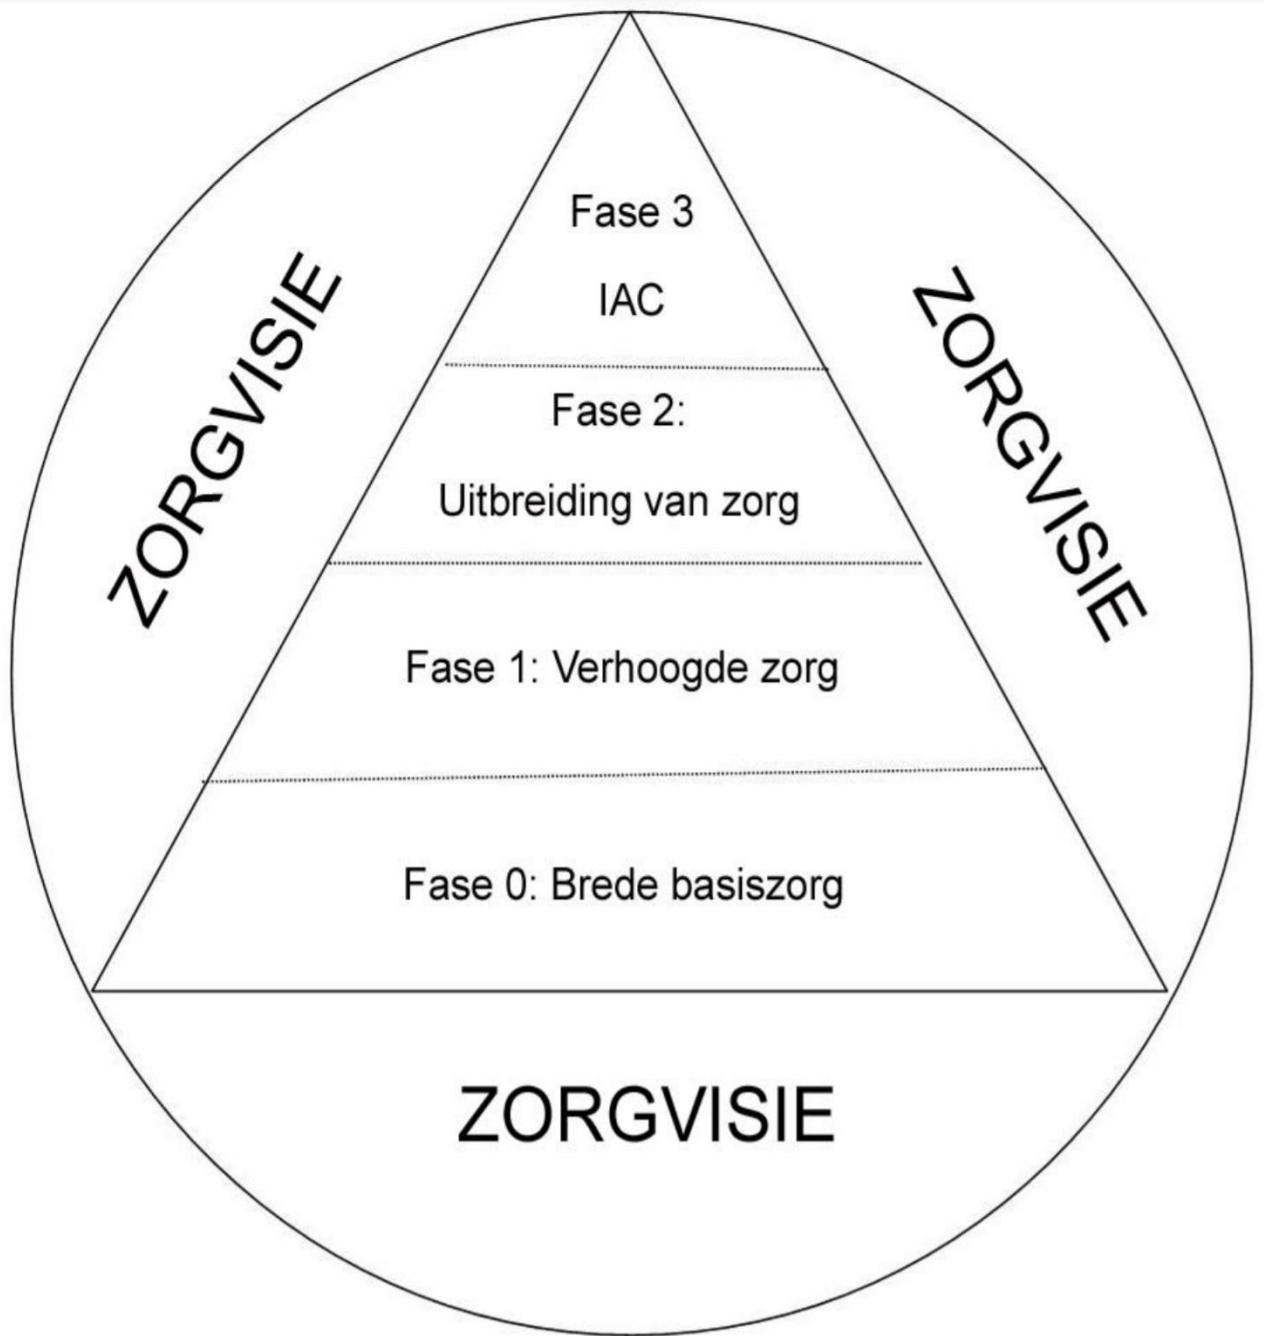 Fase 3
IAC
ZORGVISIE
ZORGVISIE
Fase 2:
Uitbreiding van zorg
Fase 1: Verhoogde zorg
Fase 0: Brede basiszorg
ZORGVISIE